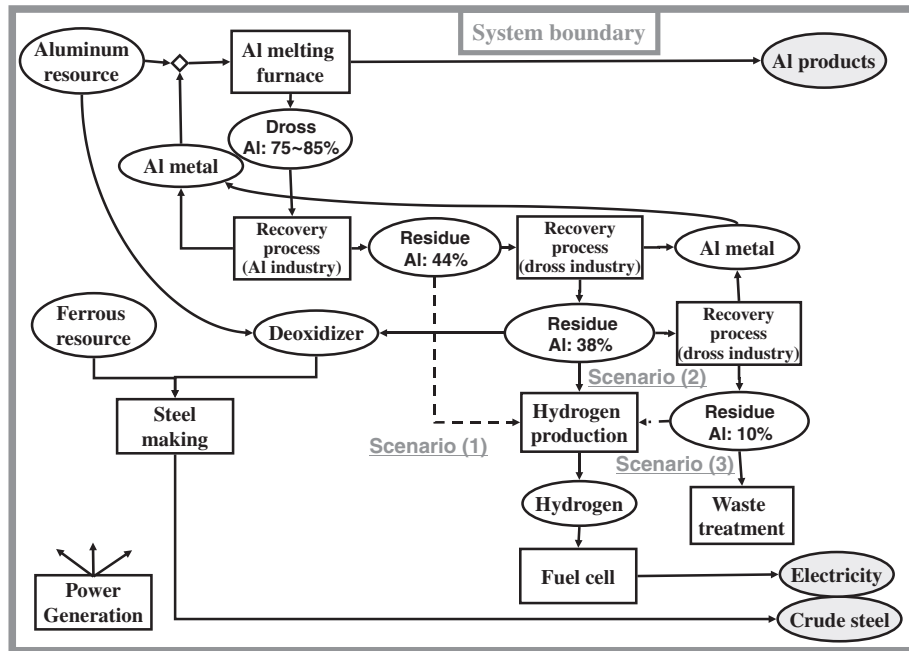 System boundary
Aluminum
resource
Al melting
furnace
Al products
Dross
Al: 75~85%
Al metal
Recovery
process
(Al industry)
Residue
Al: 44%
Recovery
process
(dross industry)
Al metal
Ferrous
resource
Deoxidizer
Residue
Al: 38%
Recovery
process
(dross industry)
Scenario (2)
Steel
making
Hydrogen
production
Residue
Al: 10%
Scenario (1)
Scenario (3)
Hydrogen
Waste
treatment
Power
Generation
Fuel cell
Electricity
Crude steel